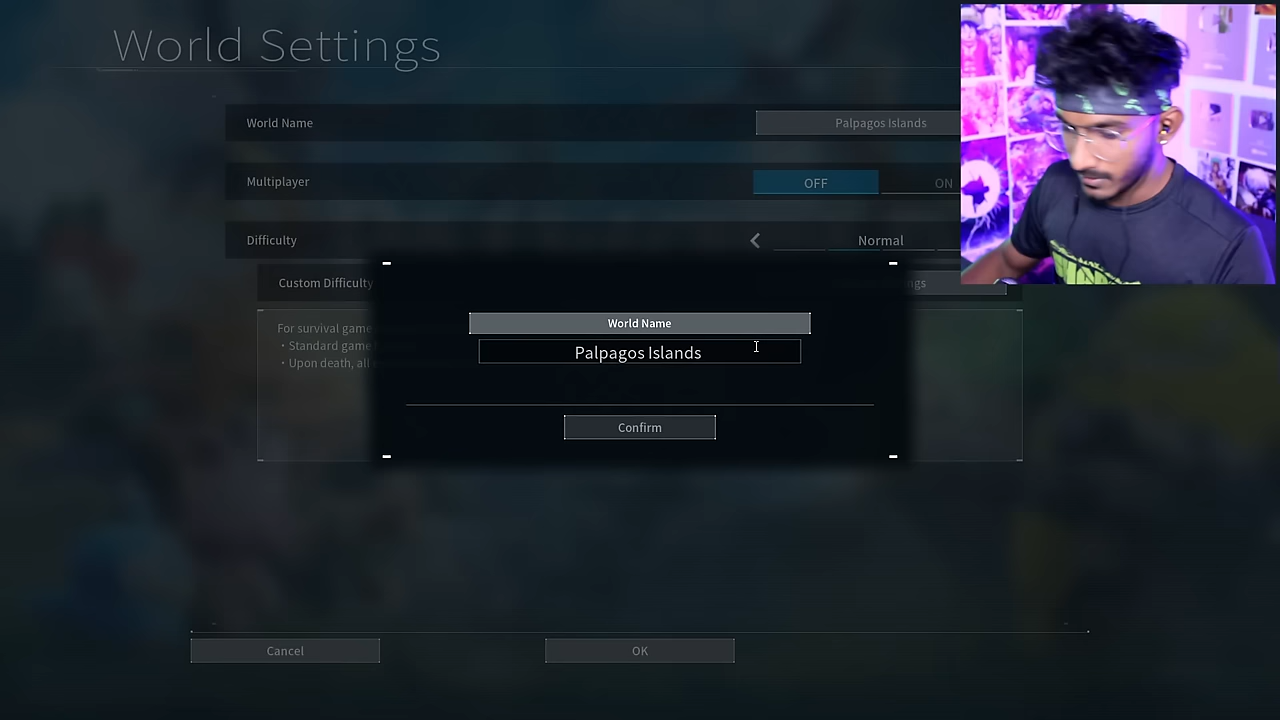 World Settings
World Name
Palpagos Islands
Multiplayer
OFF
ON
Difficulty
Normal
Custom Difficulty
For survival game
・Standard game
・Upon death, all
World Name
Palpagos Islands
Confirm
Cancel
OK